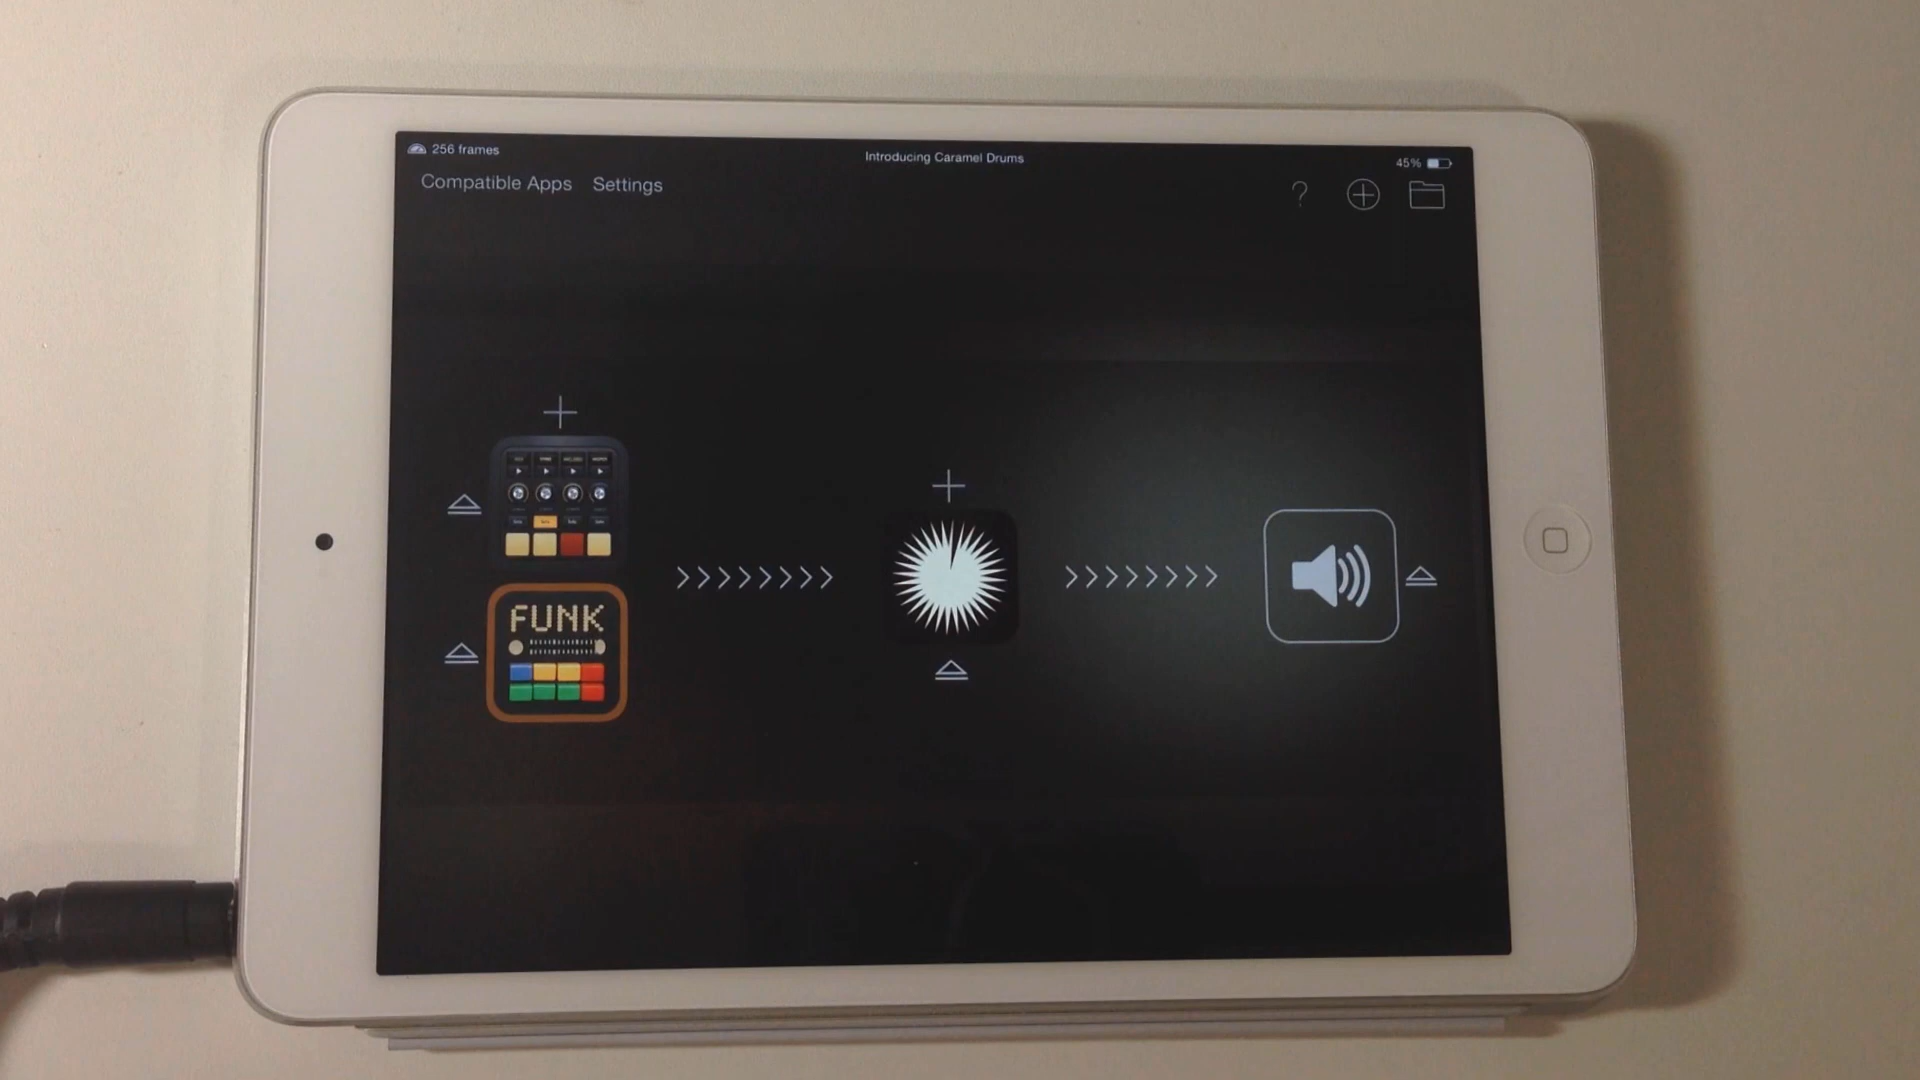 256 frames
Introducing Caramel Drums
45%
Compatible Apps Settings
?
FUNK